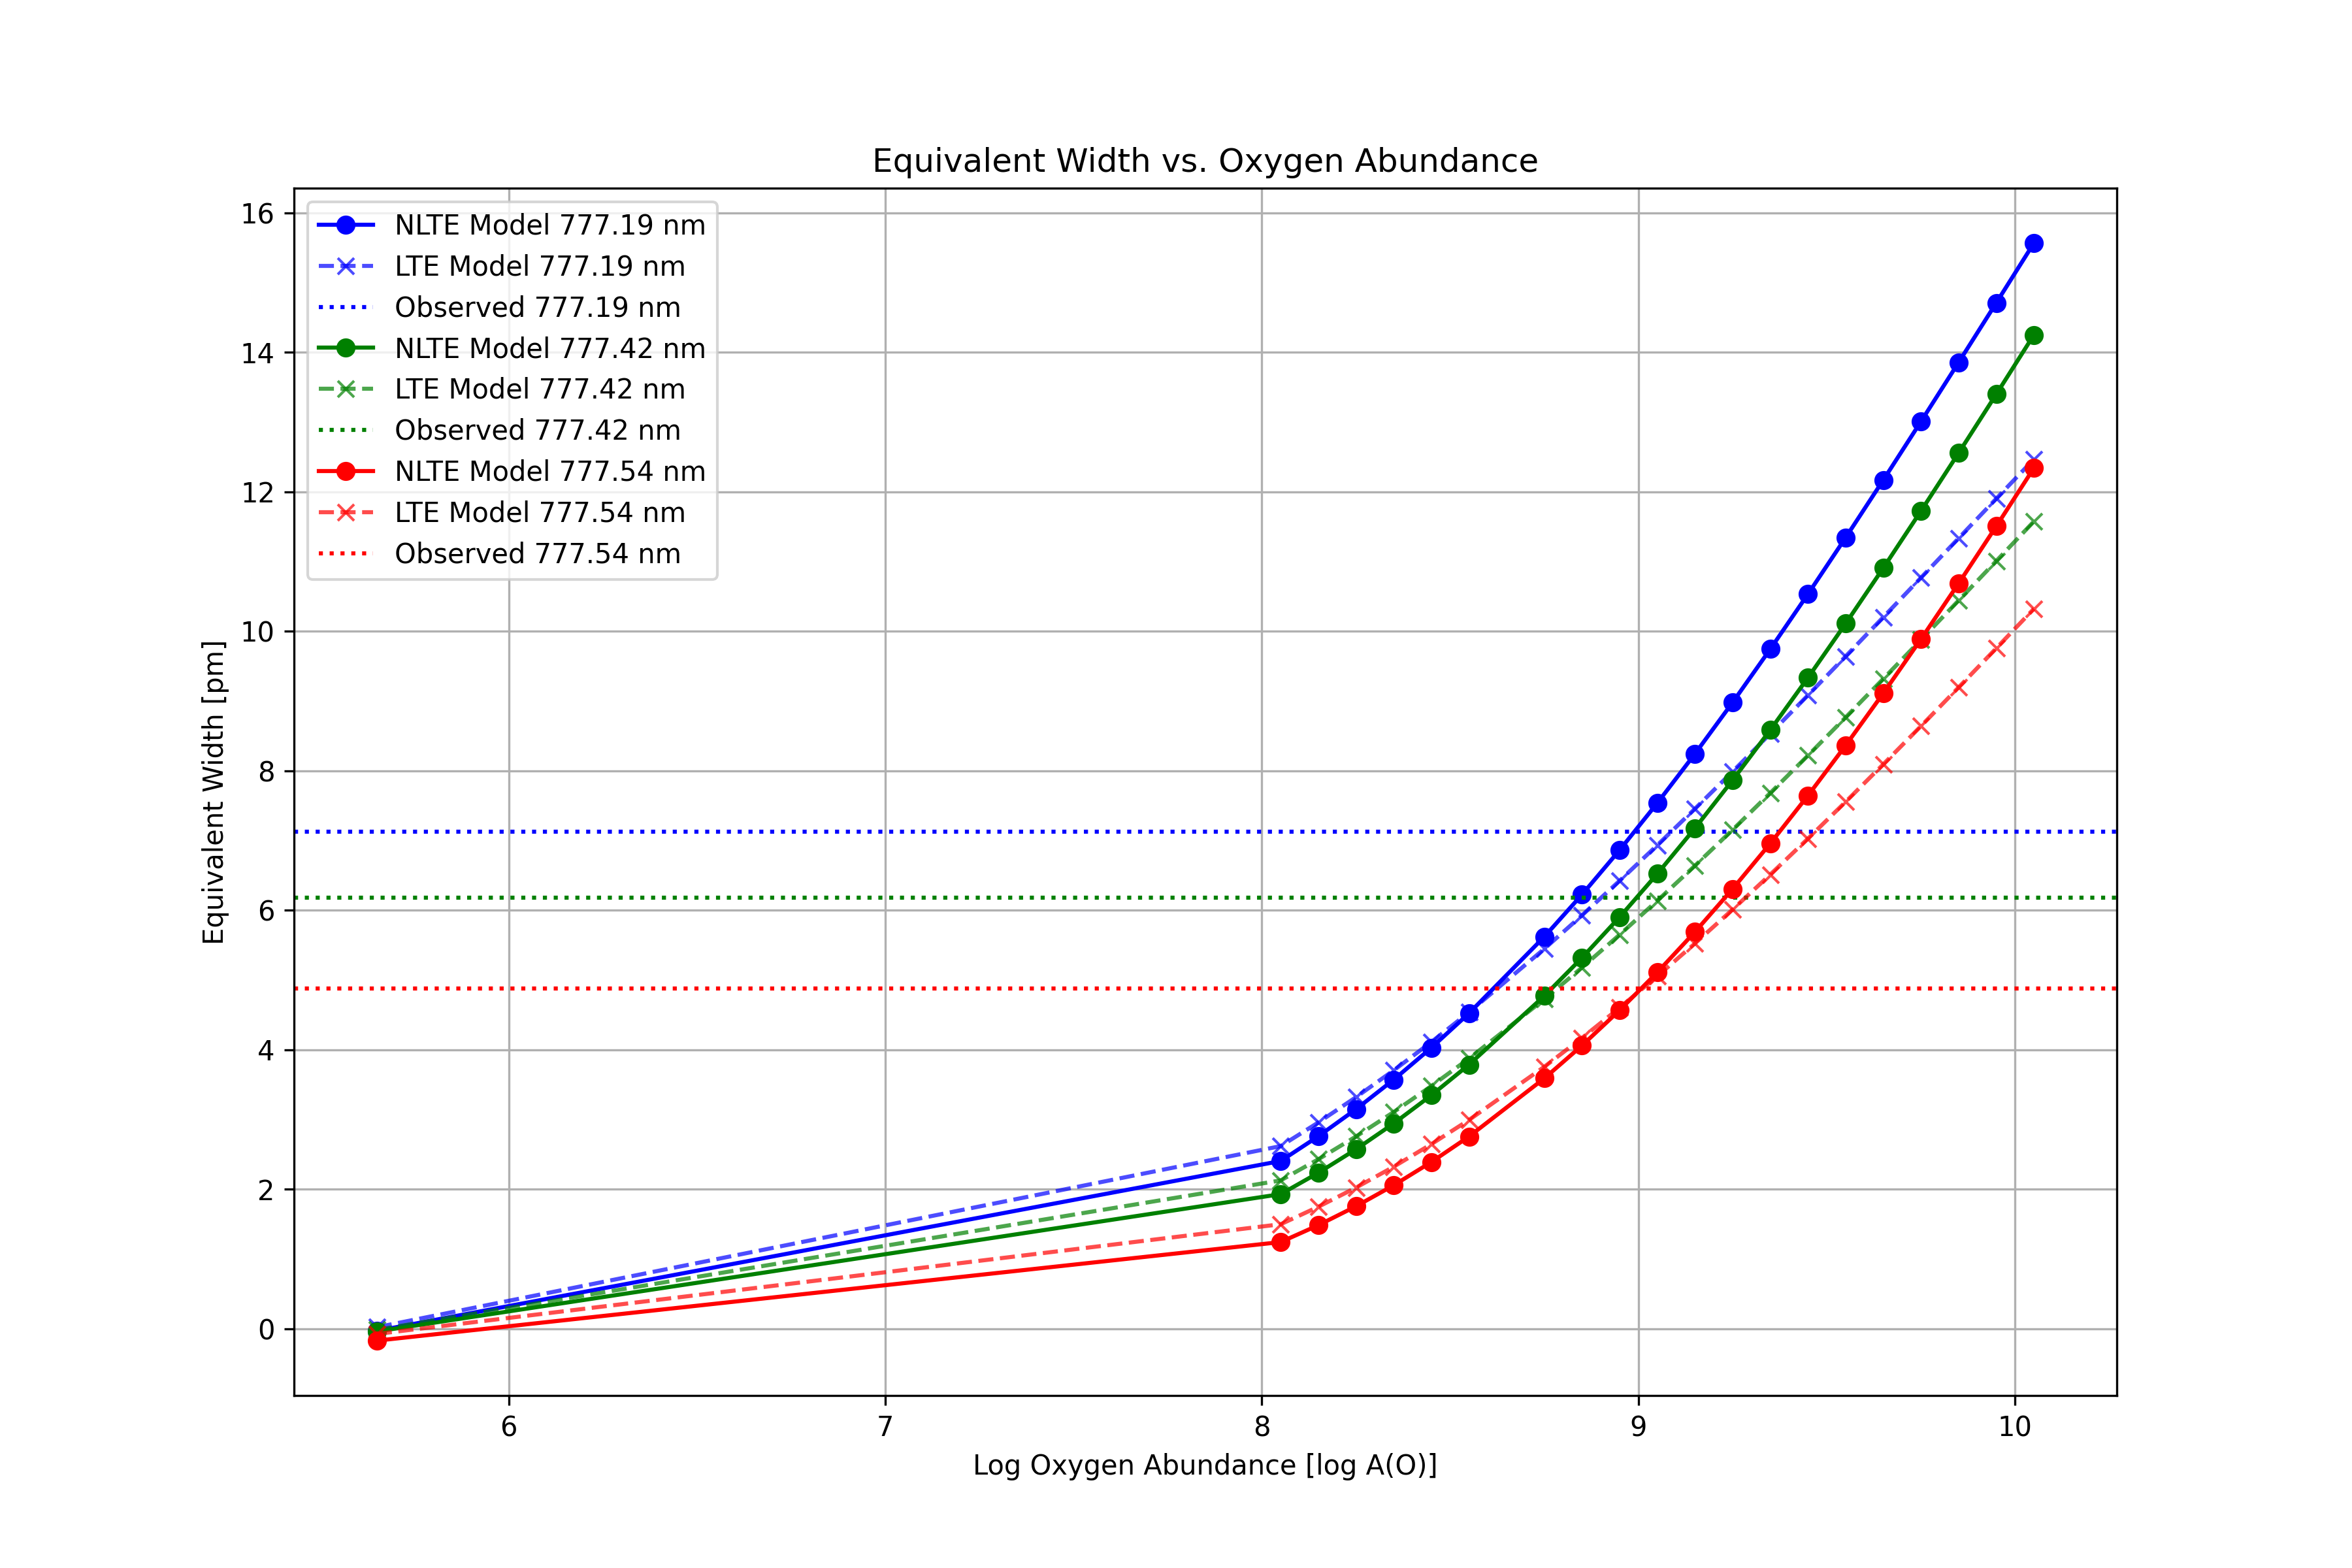 Equivalent Width vs. Oxygen Abundance
16
14
12
10
8
6
4
2
0
Equivalent Width [pm]
NLTE Model 777.19 nm
LTE Model 777.19 nm
Observed 777.19 nm
NLTE Model 777.42 nm
LTE Model 777.42 nm
Observed 777.42 nm
NLTE Model 777.54 nm
LTE Model 777.54 nm
Observed 777.54 nm
6 7 8 9 10
Log Oxygen Abundance [log A(O)]